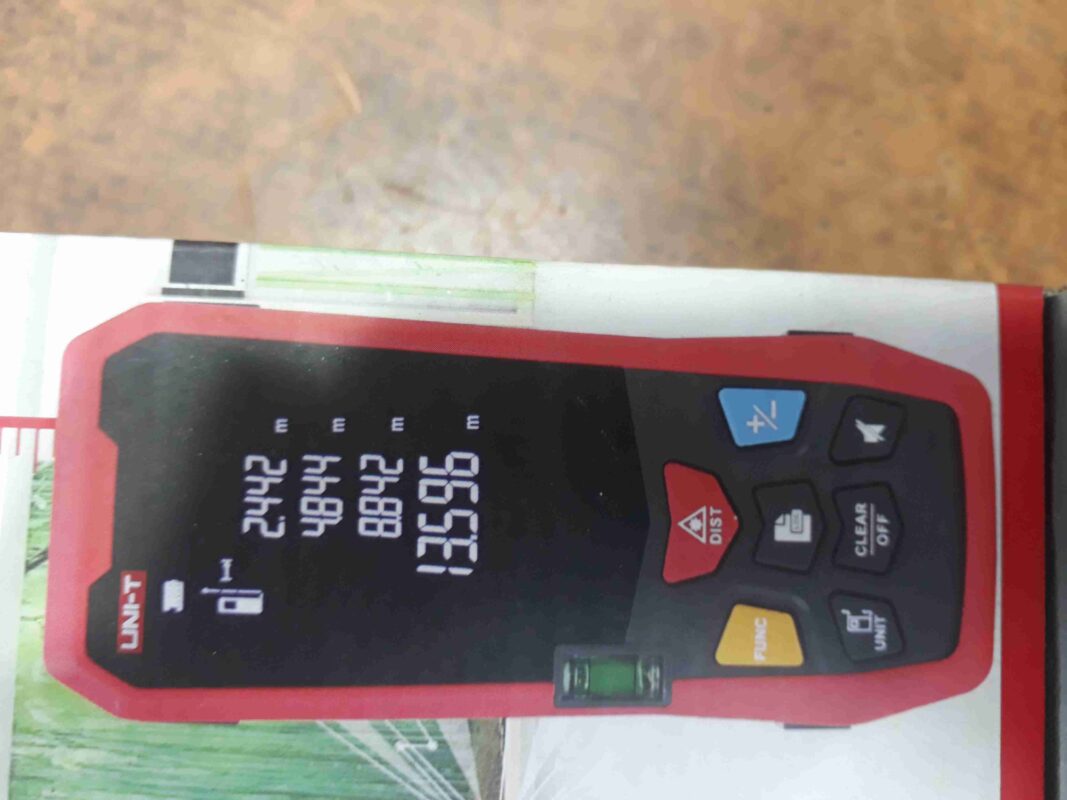 UNI-T
2.442 m
4.844 m
8.842 m
13.596 m
DIST
+/-
FUNC
UNIT
CLEAR
OFF